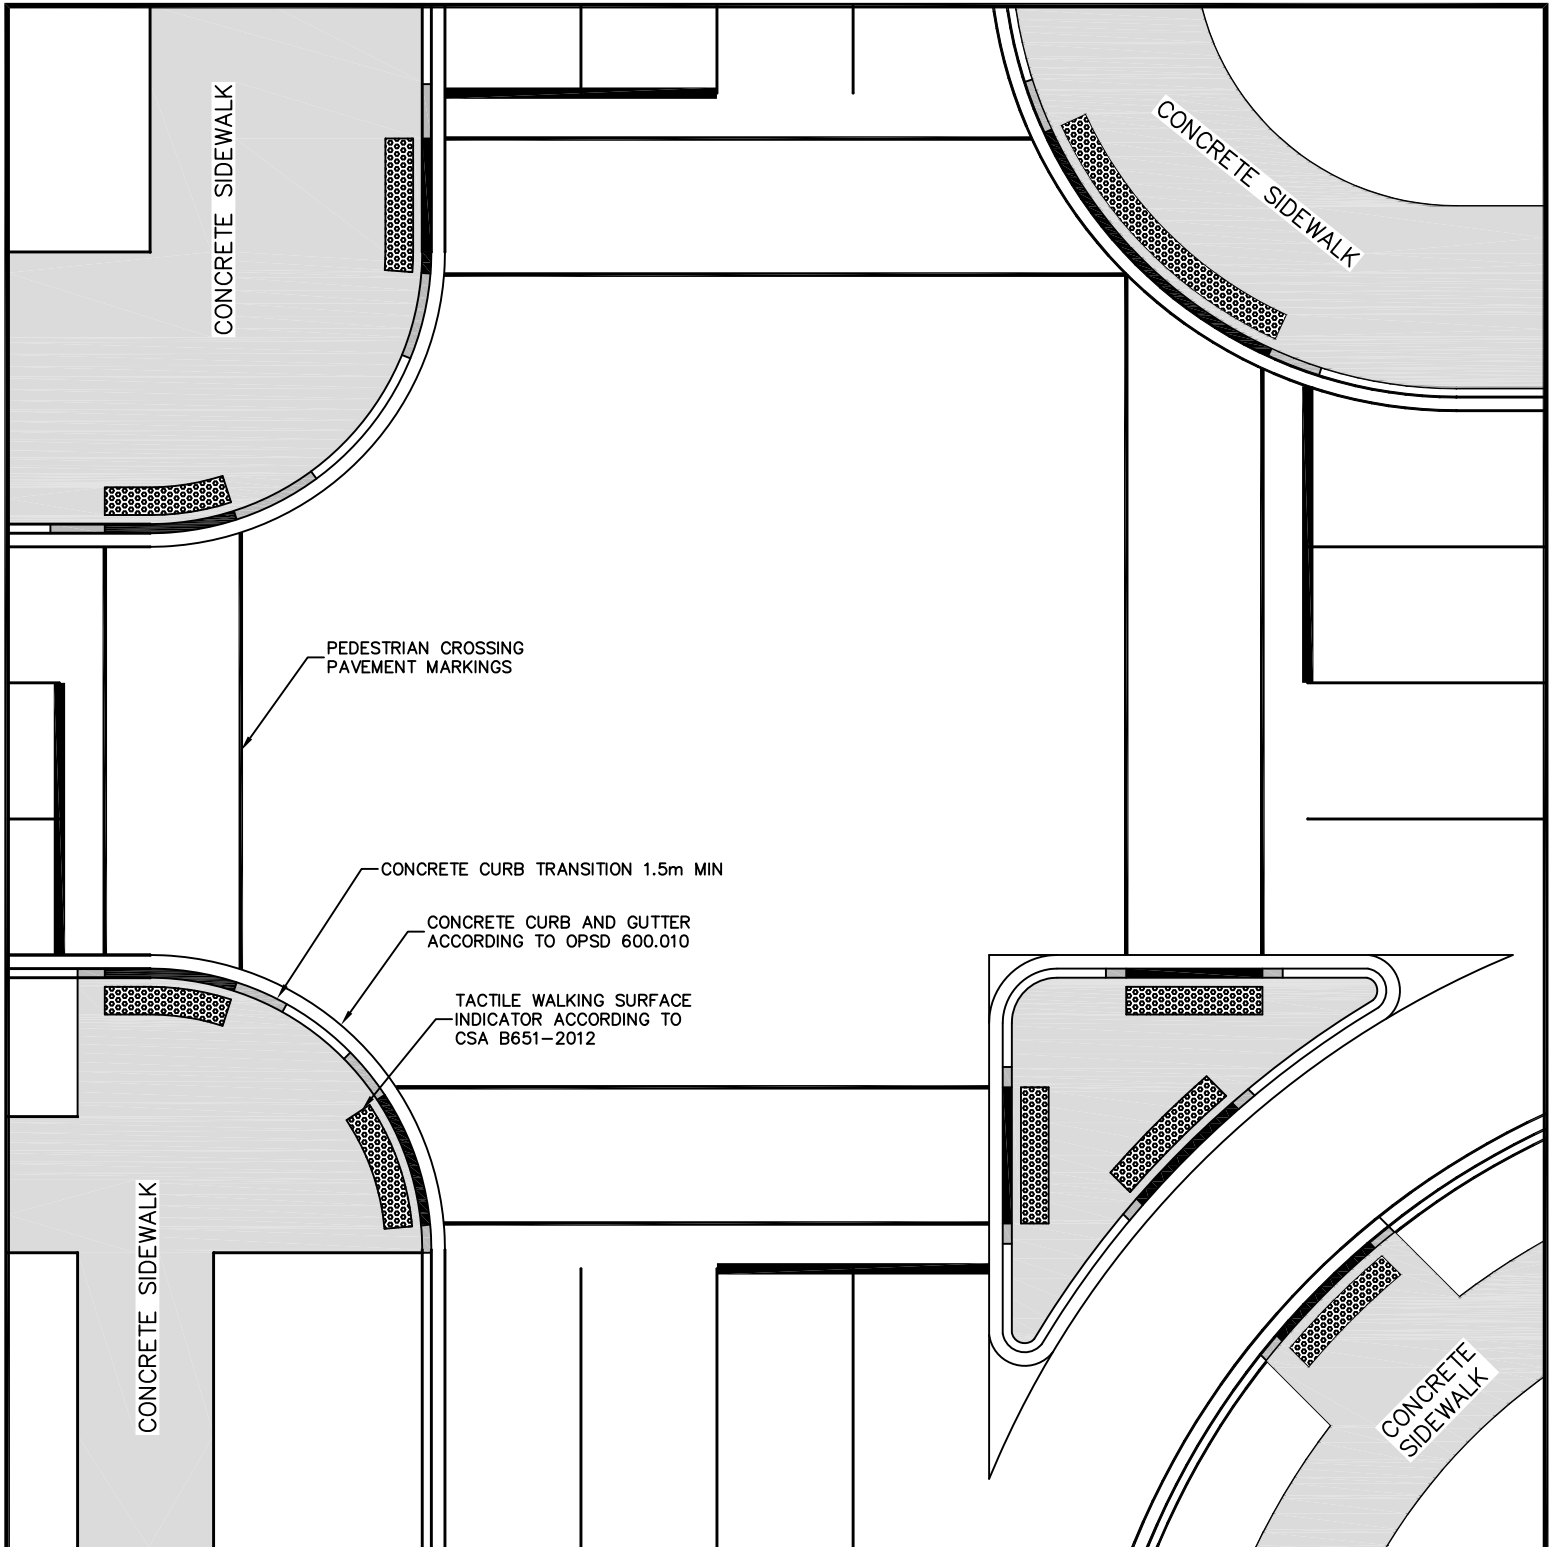 CONCRETE SIDEWALK
CONCRETE SIDEWALK
PEDESTRIAN CROSSING
PAVEMENT MARKINGS
CONCRETE CURB TRANSITION 1.5m MIN
CONCRETE CURB AND GUTTER
ACCORDING TO OPSD 600.010
TACTILE WALKING SURFACE
INDICATOR ACCORDING TO
CSA B651-2012
CONCRETE SIDEWALK
CONCRETE
SIDEWALK